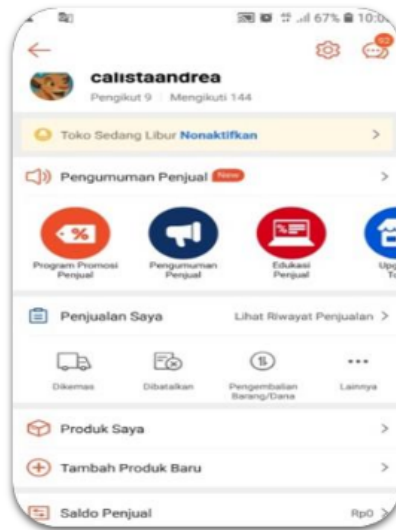 67% 10:0
92
calistaandrea
Pengikut 9 Mengikuti 144
Toko Sedang Libur Nonaktifkan
Pengumuman Penjual New
Program Promosi Penjual
Pengumuman Penjual
Edukasi Penjual
Penjualan Saya Lihat Riwayat Penjualan
Dikemas Dibatalkan Pengembalian Barang/Dana Lainnya
Produk Saya
Tambah Produk Baru
Saldo Penjual Rp0